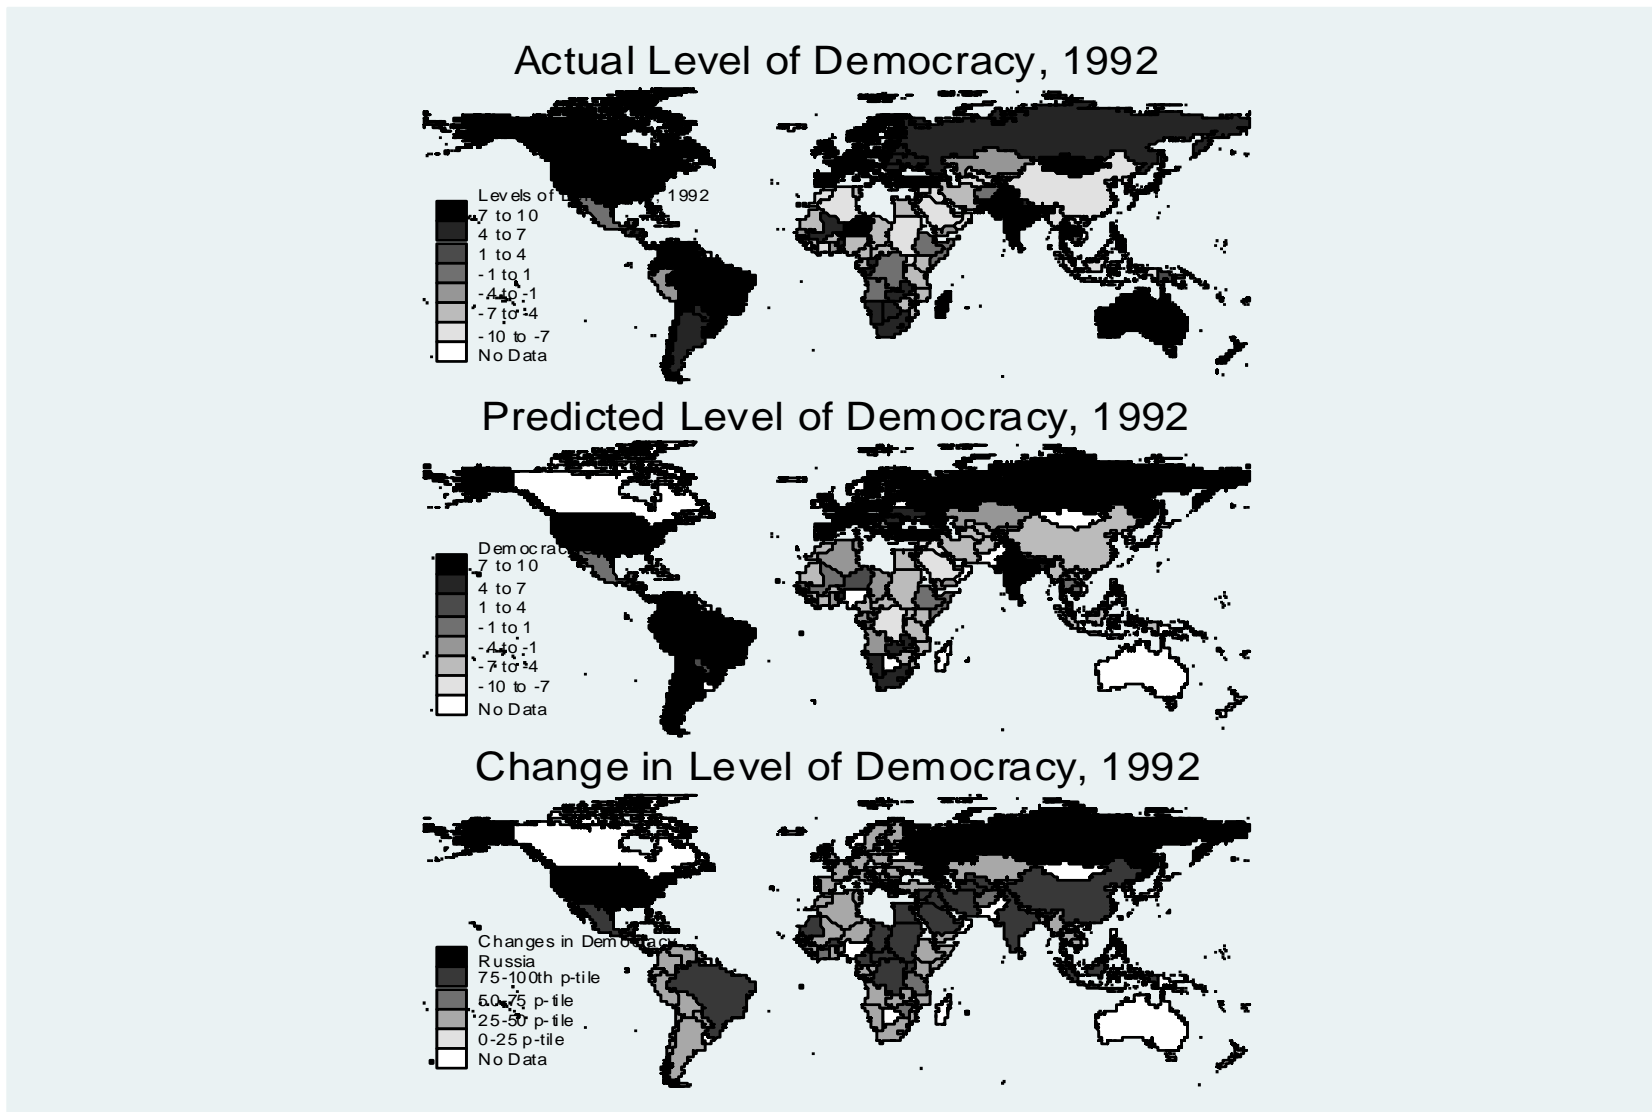 Actual Level of Democracy, 1992
Levels of D , 1992
7 to 10
4 to 7
1 to 4
-1 to 1
-4 to -1
-7 to -4
-10 to -7
No Data
Predicted Level of Democracy, 1992
Democrac
7 to 10
4 to 7
1 to 4
-1 to 1
-4 to -1
-7 to -4
-10 to -7
No Data
Change in Level of Democracy, 1992
Changes in Democracy
Russia
75-100th p-tile
50-75 p-tile
25-50 p-tile
0-25 p-tile
No Data